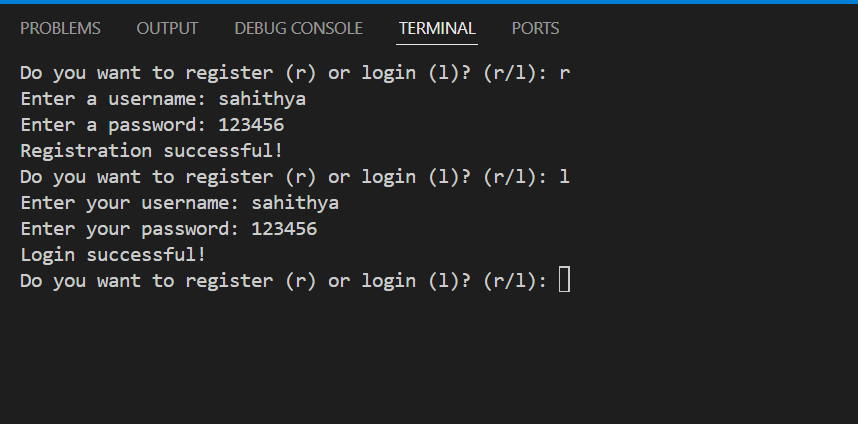 PROBLEMS OUTPUT DEBUG CONSOLE TERMINAL PORTS
Do you want to register (r) or login (l)? (r/l): r
Enter a username: sahithya
Enter a password: 123456
Registration successful!
Do you want to register (r) or login (l)? (r/l): l
Enter your username: sahithya
Enter your password: 123456
Login successful!
Do you want to register (r) or login (l)? (r/l):